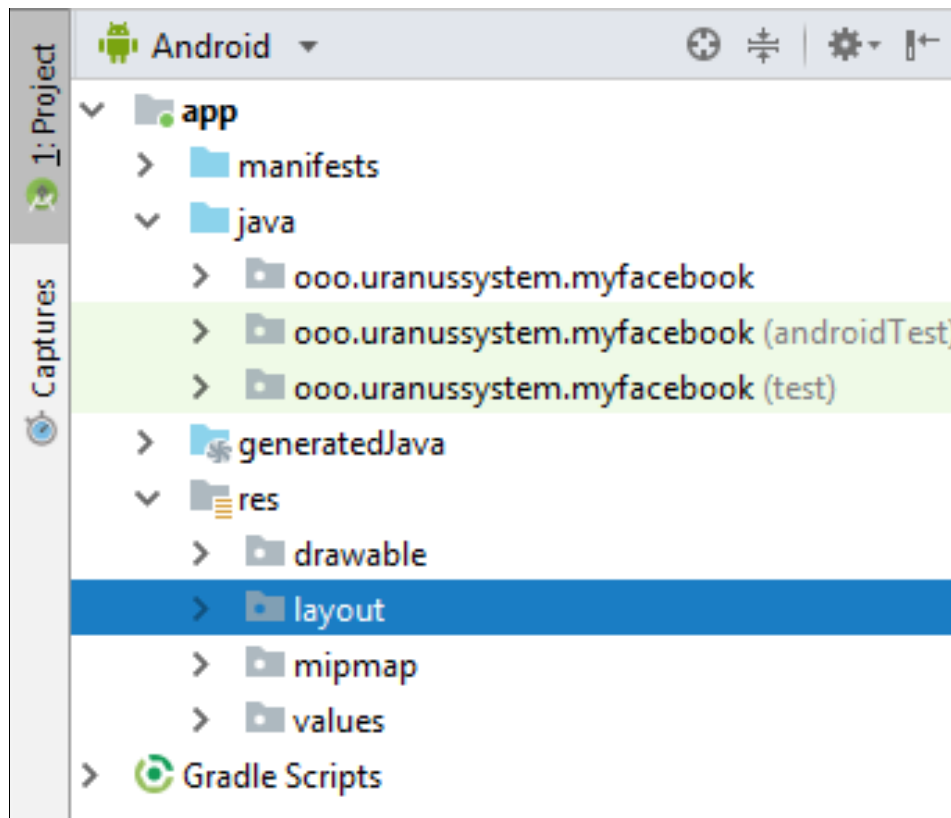 1: Project
Captures
Android
app
manifests
java
ooo.uranussystem.myfacebook
ooo.uranussystem.myfacebook (androidTest)
ooo.uranussystem.myfacebook (test)
generatedJava
res
drawable
layout
mipmap
values
Gradle Scripts